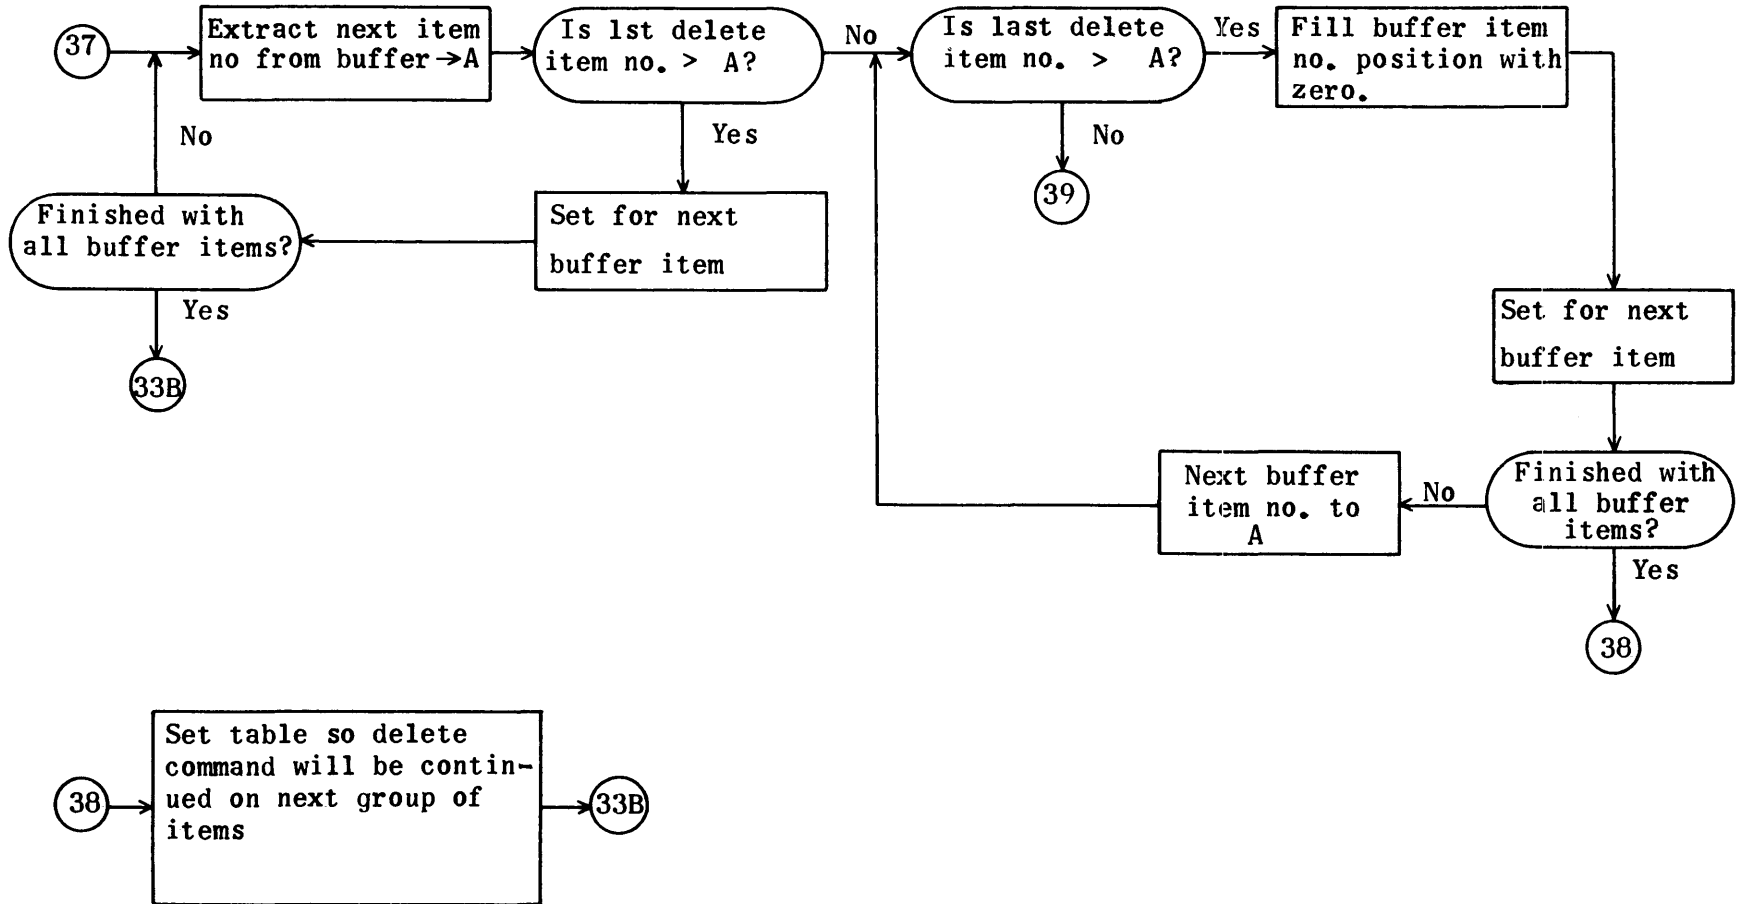 37
Extract next item
no from buffer→A
Is 1st delete
item no. > A?
No
Is last delete
item no. > A?
Yes
Fill buffer item
no. position with
zero.
No
Yes
No
39
Finished with
all buffer items?
Set for next
buffer item
Yes
33B
Set for next
buffer item
Next buffer
item no. to
A
No
Finished with
all buffer
items?
Yes
38
38
Set table so delete
command will be contin-
ued on next group of
items
33B